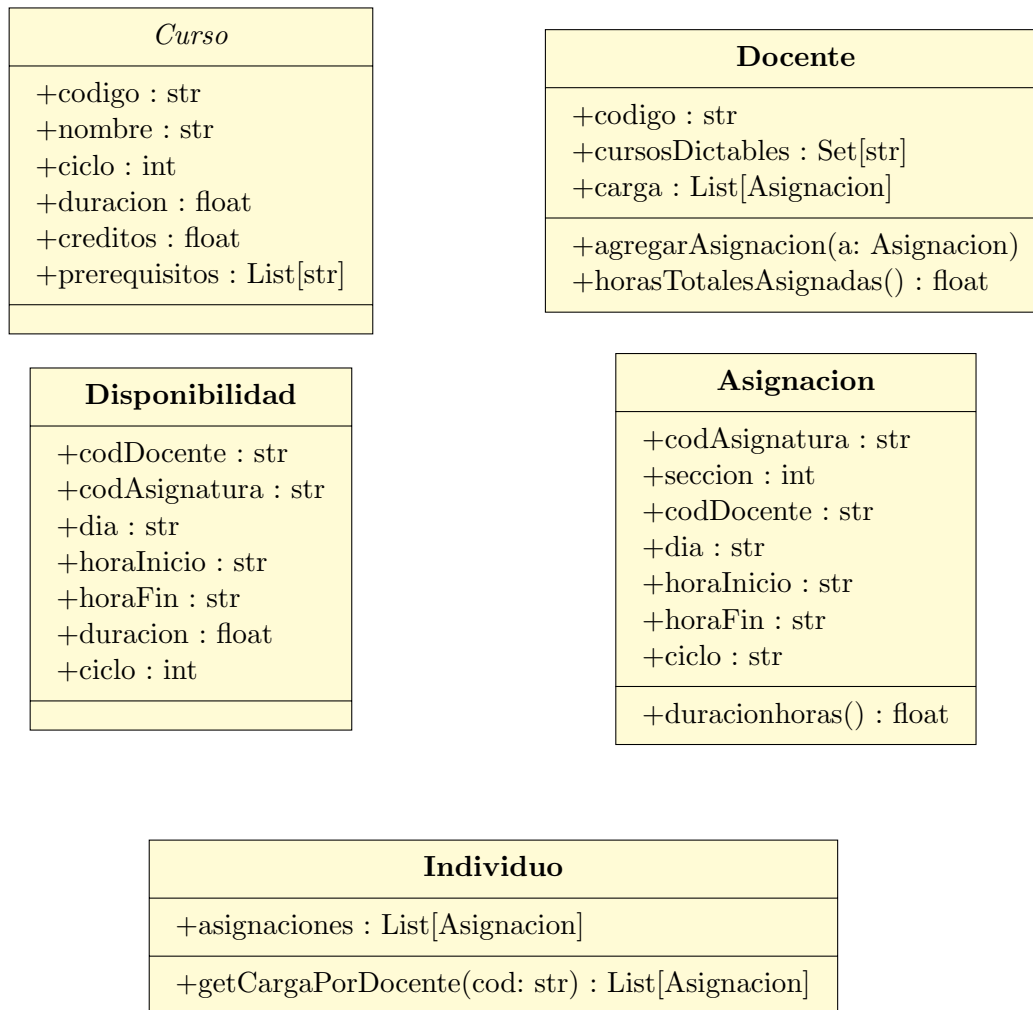 Curso
+codigo : str
+nombre : str
+ciclo : int
+duracion : float
+creditos : float
+prerequisitos : List[str]
Docente
+codigo : str
+cursosDictables : Set[str]
+carga : List[Asignacion]
+agregarAsignacion(a: Asignacion)
+horasTotalesAsignadas() : float
Disponibilidad
+codDocente : str
+codAsignatura : str
+dia : str
+horaInicio : str
+horaFin : str
+duracion : float
+ciclo : int
Asignacion
+codAsignatura : str
+seccion : int
+codDocente : str
+dia : str
+horaInicio : str
+horaFin : str
+ciclo : str
+duracionhoras() : float
Individuo
+asignaciones : List[Asignacion]
+getCargaPorDocente(cod: str) : List[Asignacion]